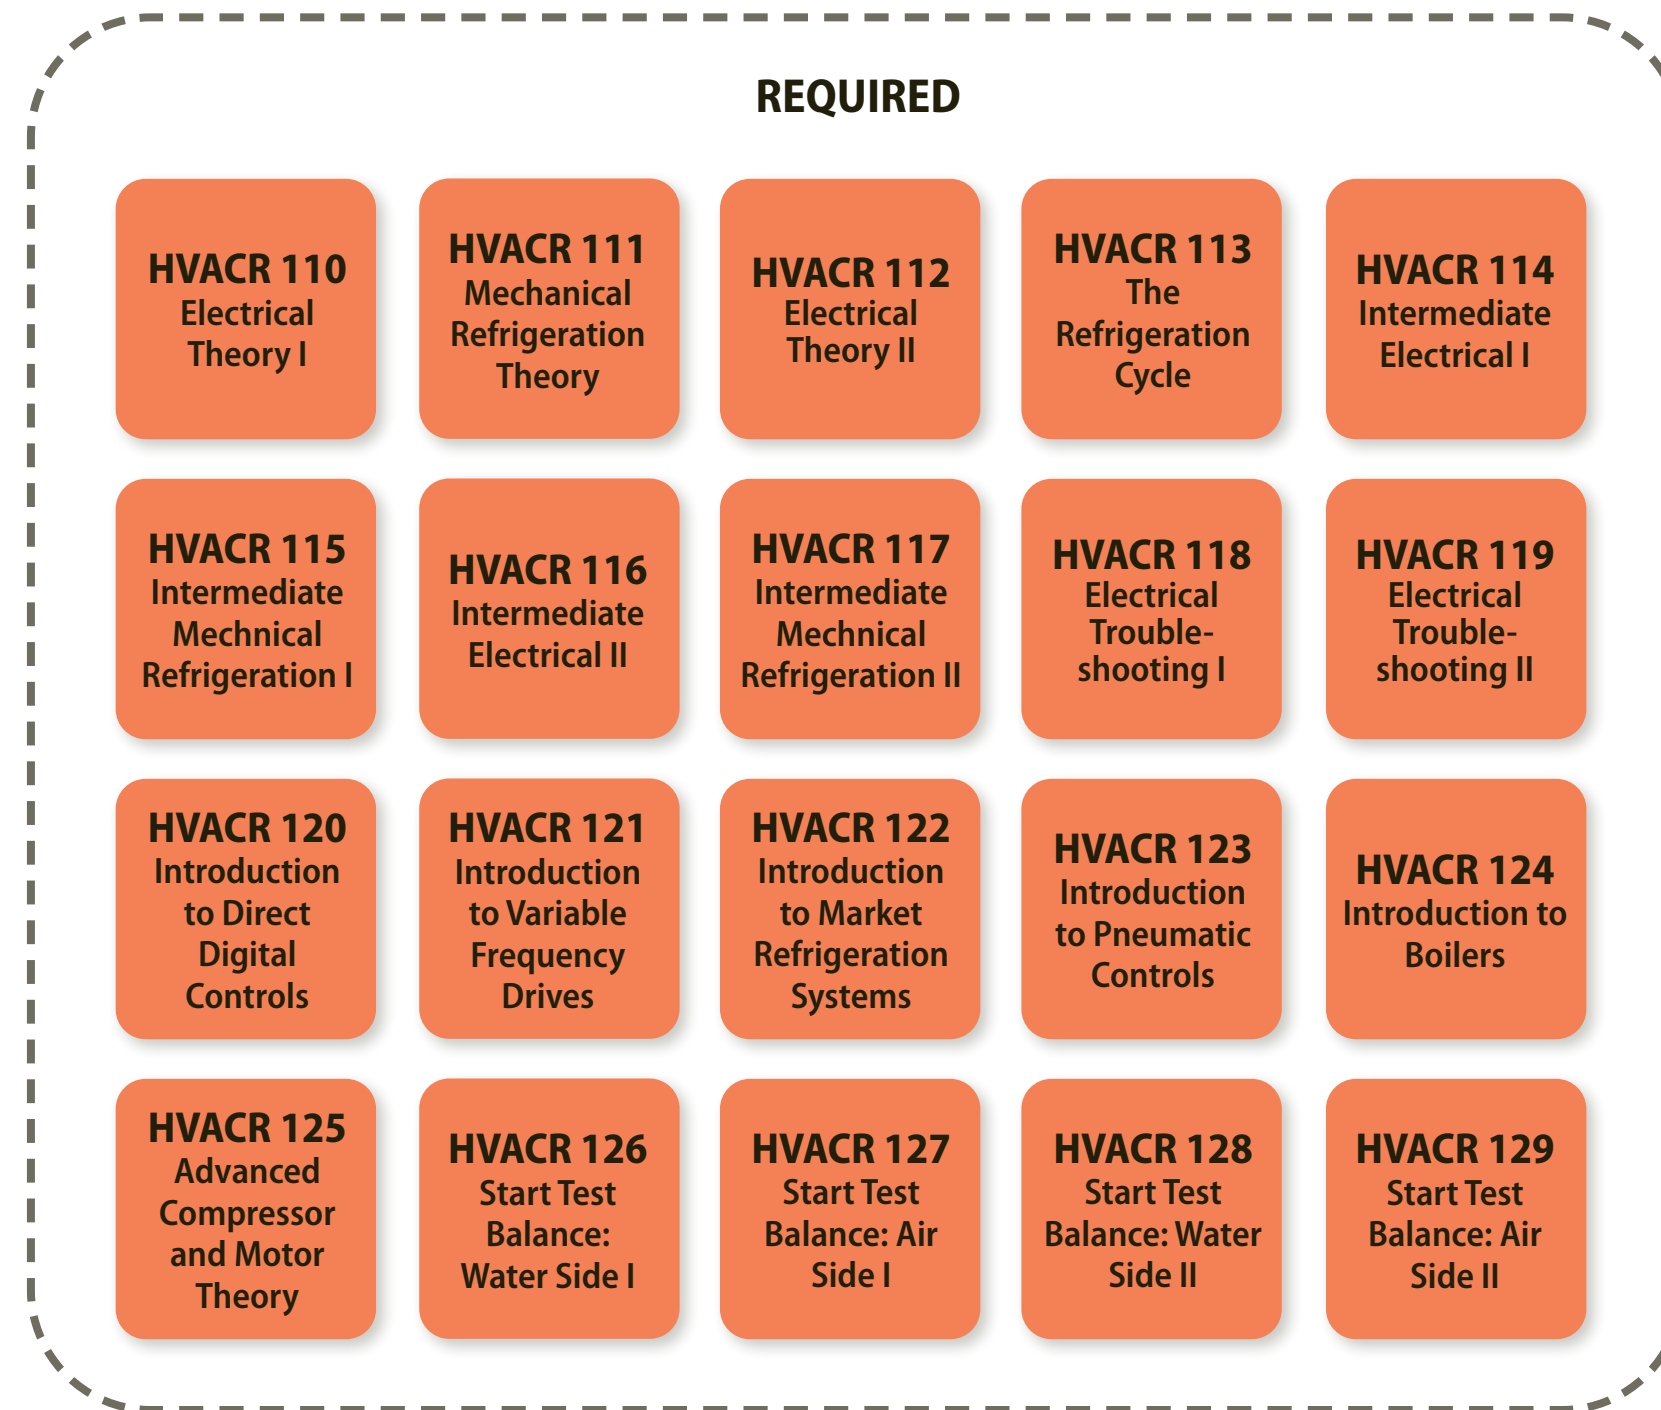 REQUIRED
HVACR 110
Electrical
Theory I
HVACR 111
Mechanical
Refrigeration
Theory
HVACR 112
Electrical
Theory II
HVACR 113
The
Refrigeration
Cycle
HVACR 114
Intermediate
Electrical I
HVACR 115
Intermediate
Mechnical
Refrigeration I
HVACR 116
Intermediate
Electrical II
HVACR 117
Intermediate
Mechnical
Refrigeration II
HVACR 118
Electrical
Trouble-
shooting I
HVACR 119
Electrical
Trouble-
shooting II
HVACR 120
Introduction
to Direct
Digital
Controls
HVACR 121
Introduction
to Variable
Frequency
Drives
HVACR 122
Introduction
to Market
Refrigeration
Systems
HVACR 123
Introduction
to Pneumatic
Controls
HVACR 124
Introduction to
Boilers
HVACR 125
Advanced
Compressor
and Motor
Theory
HVACR 126
Start Test
Balance:
Water Side I
HVACR 127
Start Test
Balance: Air
Side I
HVACR 128
Start Test
Balance: Water
Side II
HVACR 129
Start Test
Balance: Air
Side II